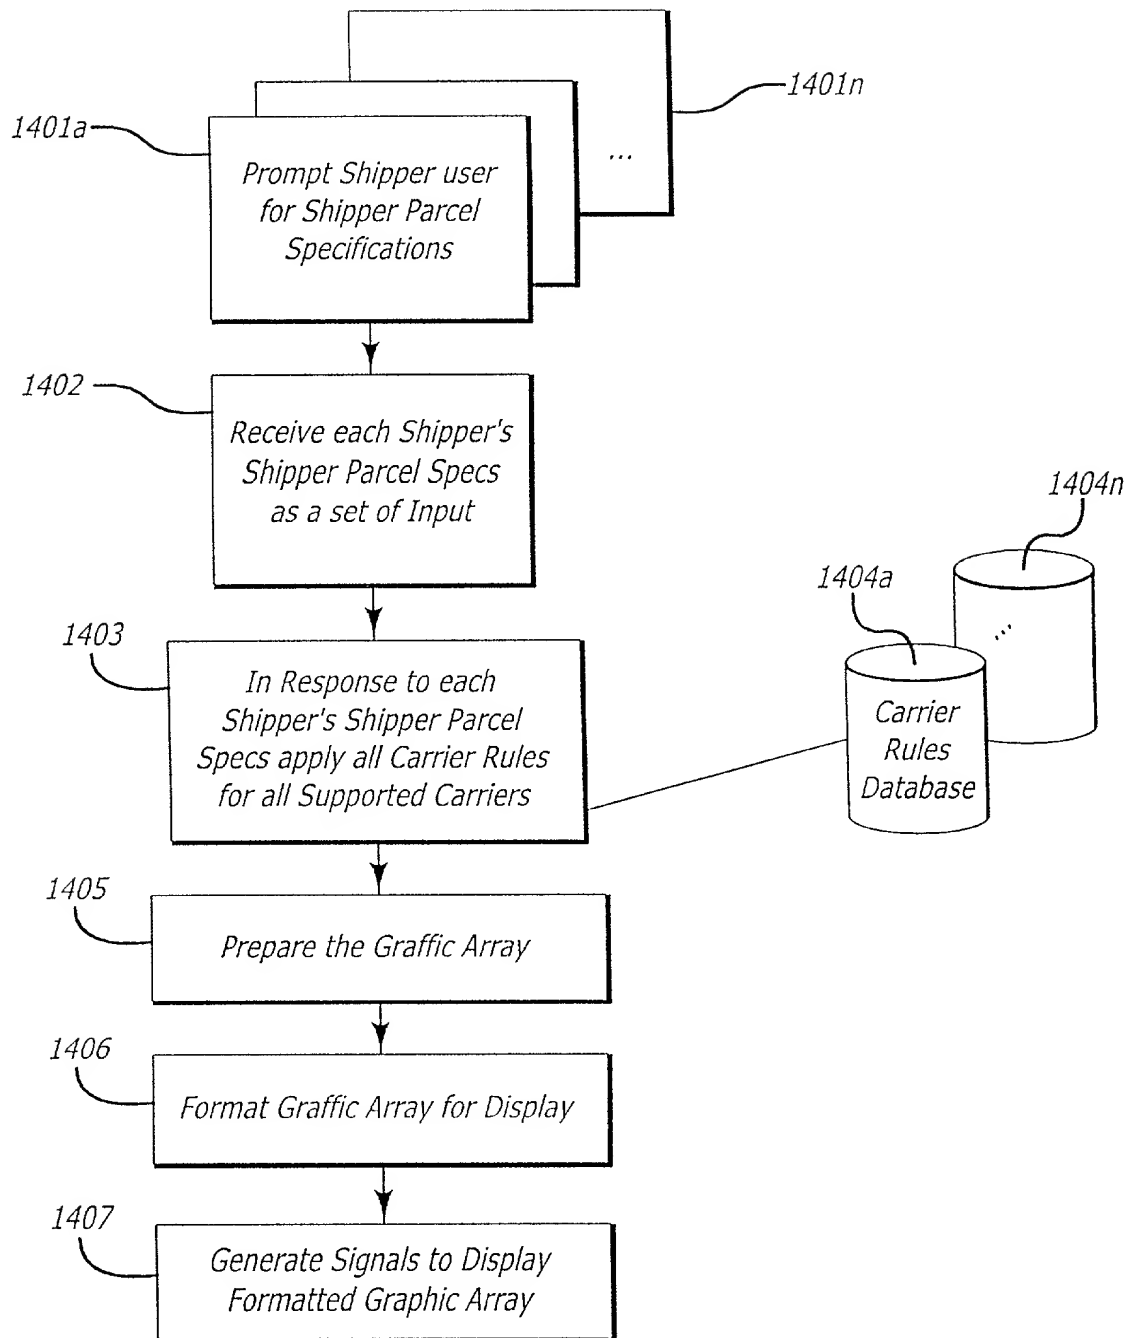 1401n
1401a
...
Prompt Shipper user
for Shipper Parcel
Specifications
1402
Receive each Shipper's
Shipper Parcel Specs
as a set of Input
1404n
1404a
...
1403
In Response to each
Shipper's Shipper Parcel
Specs apply all Carrier Rules
for all Supported Carriers
Carrier
Rules
Database
1405
Prepare the Graffic Array
1406
Format Graffic Array for Display
1407
Generate Signals to Display
Formatted Graphic Array